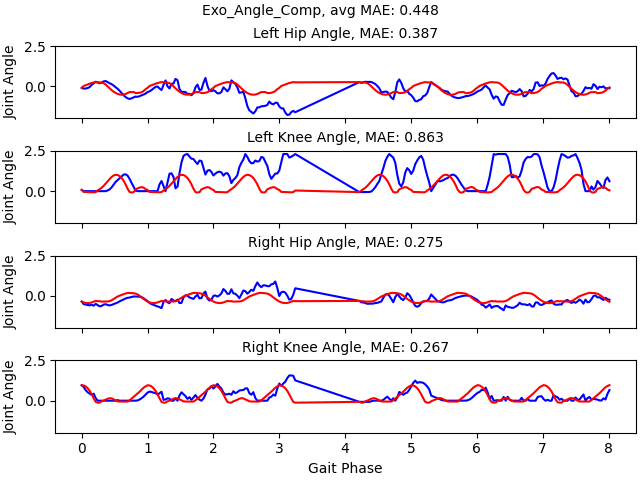 Exo_Angle_Comp, avg MAE: 0.448
Left Hip Angle, MAE: 0.387
Joint Angle
2.5
0.0
Left Knee Angle, MAE: 0.863
Joint Angle
2.5
0.0
Right Hip Angle, MAE: 0.275
Joint Angle
2.5
0.0
Right Knee Angle, MAE: 0.267
Joint Angle
2.5
0.0
0 1 2 3 4 5 6 7 8
Gait Phase